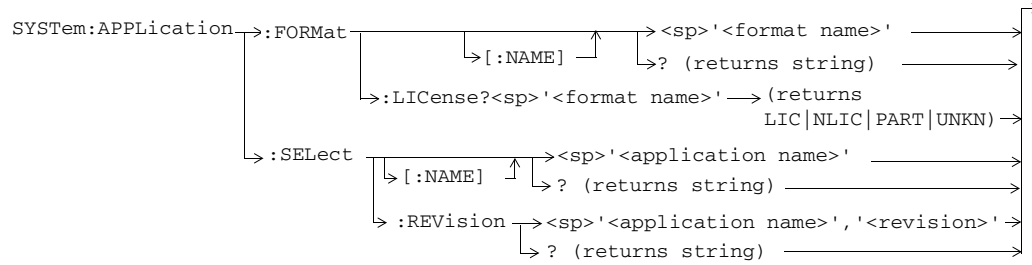 SYSTem:APPLication :FORMat <sp>'<format name>'
[:NAME] ? (returns string)
:LICense?<sp>'<format name>' (returns
LIC|NLIC|PART|UNKN)
:SELect <sp>'<application name>'
[:NAME] ? (returns string)
:REVision <sp>'<application name>','<revision>'
? (returns string)